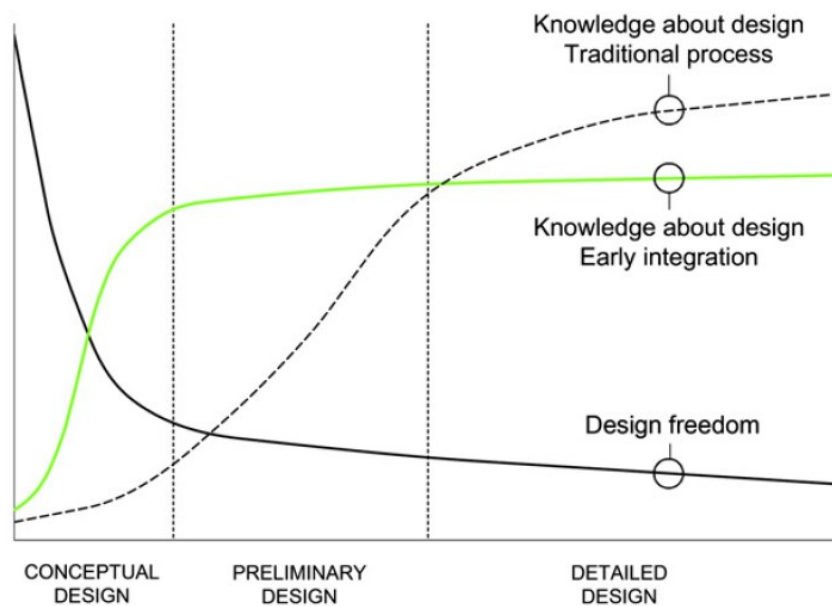 Knowledge about design
Traditional process
Knowledge about design
Early integration
Design freedom
CONCEPTUAL
DESIGN
PRELIMINARY
DESIGN
DETAILED
DESIGN